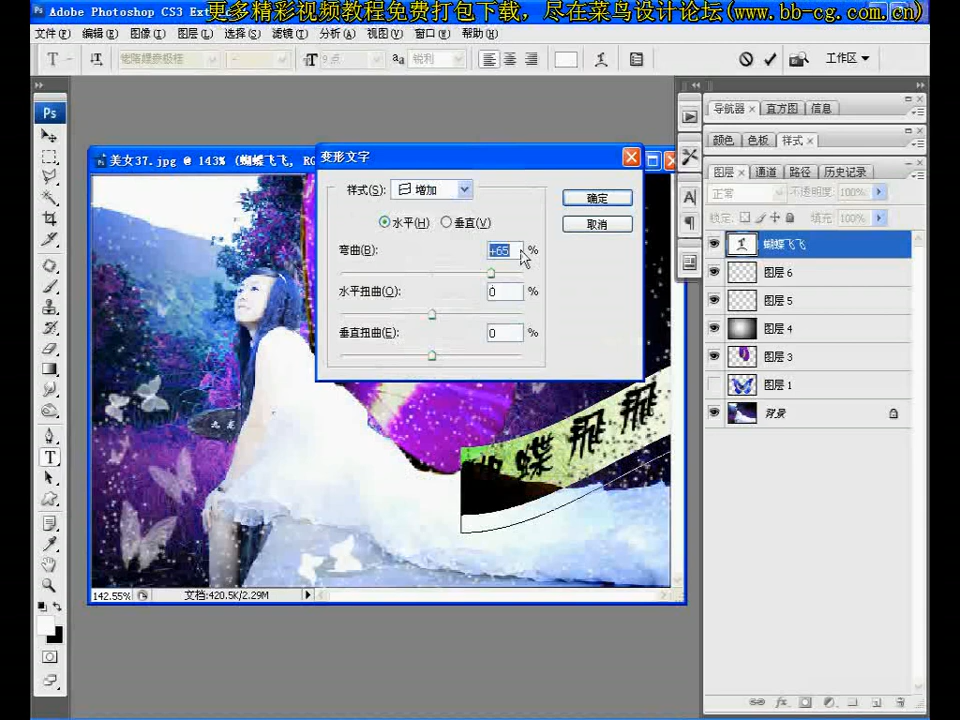 Adobe Photoshop CS3 Ext
更多精彩视频教程免费打包下载，尽在菜鸟设计论坛(www.bb-cg.com.cn)
文件(F) 编辑(E) 图像(I) 图层(L) 选择(S) 滤镜(T) 分析(A) 视图(V) 窗口(W) 帮助(H)
9点 锐利 工作区
Ps
导航器 × 直方图 信息
颜色 色板 样式 ×
图层 × 通道 路径 历史记录
正常 不透明度: 100%
锁定: 填充: 100%
蝴蝶飞飞
图层 6
图层 5
图层 4
图层 3
图层 1
背景
美女37.jpg @ 143% (蝴蝶飞飞, RG
变形文字
样式(S): 增加
确定
水平(H) 垂直(V)
取消
弯曲(B): +65 %
水平扭曲(O): 0 %
垂直扭曲(E): 0 %
蝶飛飛
九 龙
142.55% 文档:420.5K/2.29M